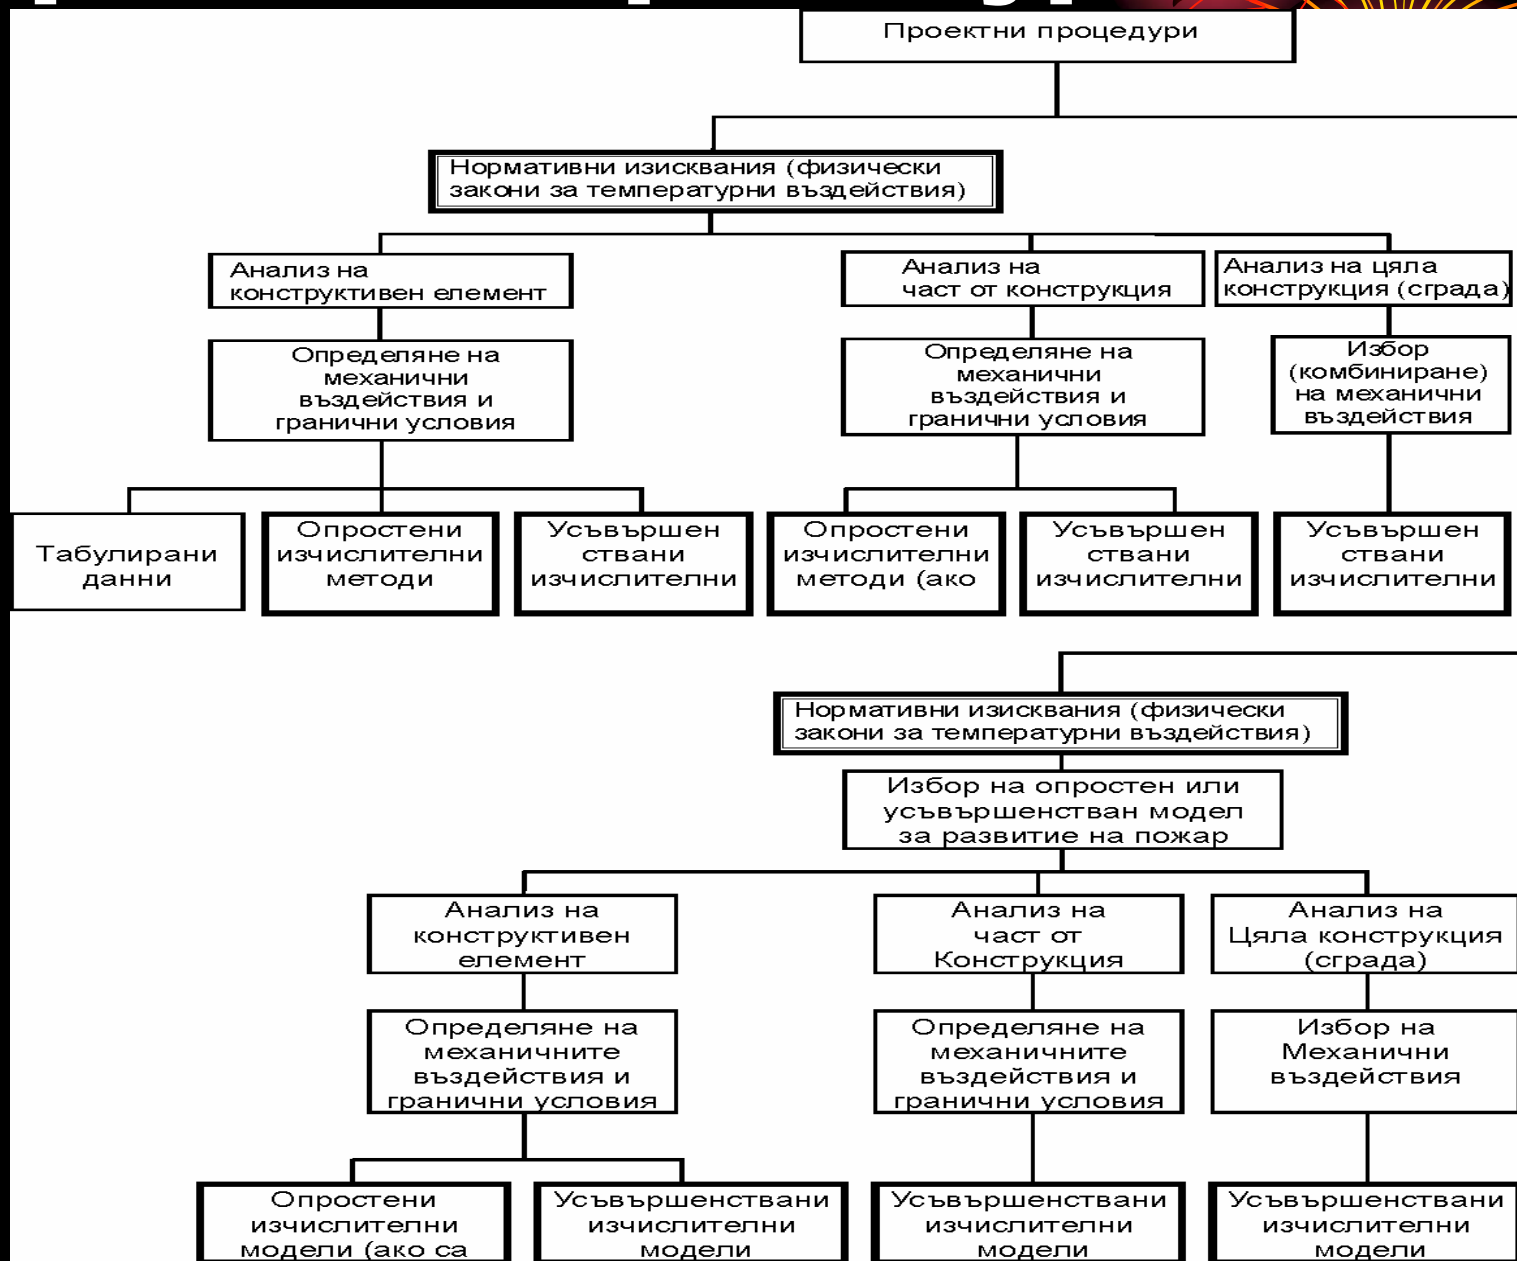 Проектни процедури
Нормативни изисквания (физически
закони за температурни въздействия)
Анализ на
конструктивен елемент
Анализ на
част от конструкция
Анализ на цяла
конструкция (сграда)
Определяне на
механични
въздействия и
гранични условия
Определяне на
механични
въздействия и
гранични условия
Избор
(комбиниране)
на механични
въздействия
Табулирани
данни
Опростени
изчислителни
методи
Усъвършен
ствани
изчислителни
Опростени
изчислителни
методи (ако
Усъвършен
ствани
изчислителни
Усъвършен
ствани
изчислителни
Нормативни изисквания (физически
закони за температурни въздействия)
Избор на опростен или
усъвършенстван модел
за развитие на пожар
Анализ на
конструктивен
елемент
Анализ на
част от
Конструкция
Анализ на
Цяла конструкция
(сграда)
Определяне на
механичните
въздействия и
гранични условия
Определяне на
механичните
въздействия и
гранични условия
Избор на
Механични
въздействия
Опростени
изчислителни
модели (ако са
Усъвършенствани
изчислителни
модели
Усъвършенствани
изчислителни
модели
Усъвършенствани
изчислителни
модели